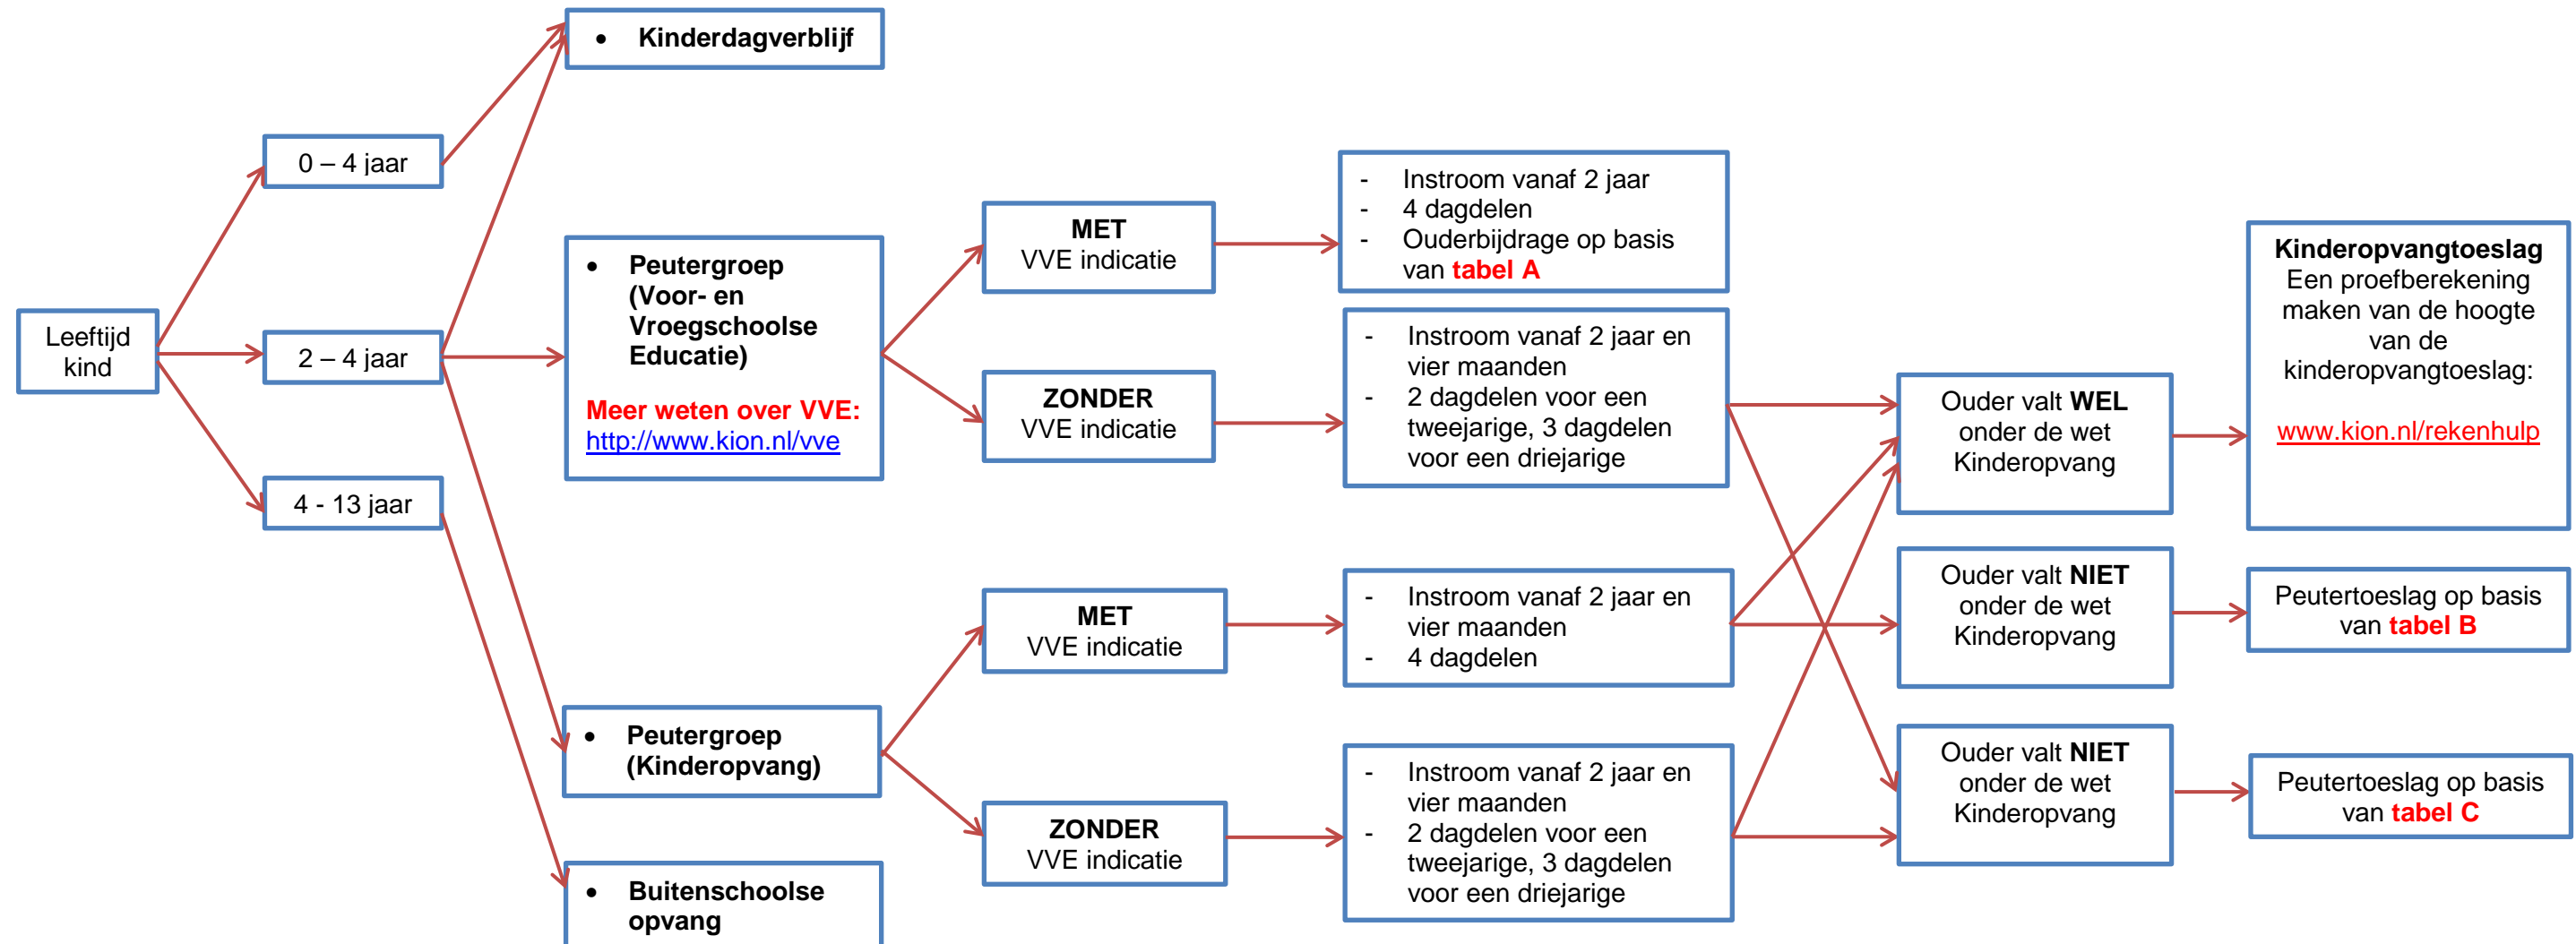 Leeftijd
kind
0 – 4 jaar
2 – 4 jaar
4 - 13 jaar
• Kinderdagverblijf
• Peutergroep
(Voor- en
Vroegschoolse
Educatie)
Meer weten over VVE:
http://www.kion.nl/vve
• Peutergroep
(Kinderopvang)
• Buitenschoolse
opvang
MET
VVE indicatie
ZONDER
VVE indicatie
MET
VVE indicatie
ZONDER
VVE indicatie
- Instroom vanaf 2 jaar
- 4 dagdelen
- Ouderbijdrage op basis
van tabel A
- Instroom vanaf 2 jaar en
vier maanden
- 2 dagdelen voor een
tweejarige, 3 dagdelen
voor een driejarige
- Instroom vanaf 2 jaar en
vier maanden
- 4 dagdelen
- Instroom vanaf 2 jaar en
vier maanden
- 2 dagdelen voor een
tweejarige, 3 dagdelen
voor een driejarige
Ouder valt WEL
onder de wet
Kinderopvang
Ouder valt NIET
onder de wet
Kinderopvang
Ouder valt NIET
onder de wet
Kinderopvang
Kinderopvangtoeslag
Een proefberekening
maken van de hoogte
van de
kinderopvangtoeslag:
www.kion.nl/rekenhulp
Peutertoeslag op basis
van tabel B
Peutertoeslag op basis
van tabel C